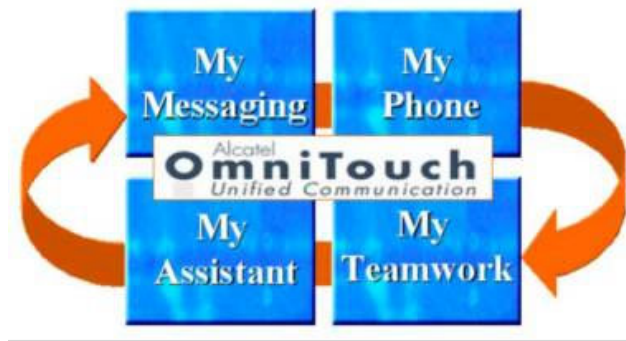 My
Messaging
My
Phone
Alcatel
OmniTouch
Unified Communication
My
Assistant
My
Teamwork